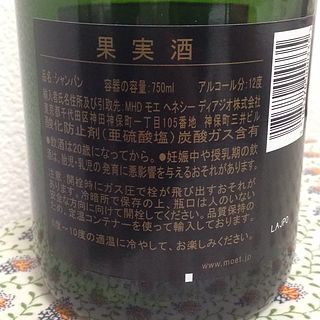 果実酒
品名：シャンパン 容器の容量：750ml アルコール分：12度
輸入者氏名住所及び引取先：MHD モエ ヘネシー ディアジオ株式会社
東京都千代田区神田神保町一丁目105番地 神保町三井ビル
酸化防止剤（亜硫酸塩）炭酸ガス含有
●飲酒は20歳になってから。●妊娠中や授乳期の飲
酒は、胎児・乳児の発育に悪影響を与えるおそれがあります。
注意：開栓時にガス圧で栓が飛び出すおそれが
あります。冷暗所で保存の上、瓶口は人のいない
安全な方向に向けて開栓してください。品質保持の
め、定温コンテナーを使って輸入しております。
～10度の適温に冷やして、お楽しみください。
www.moet.jp
LAJP0